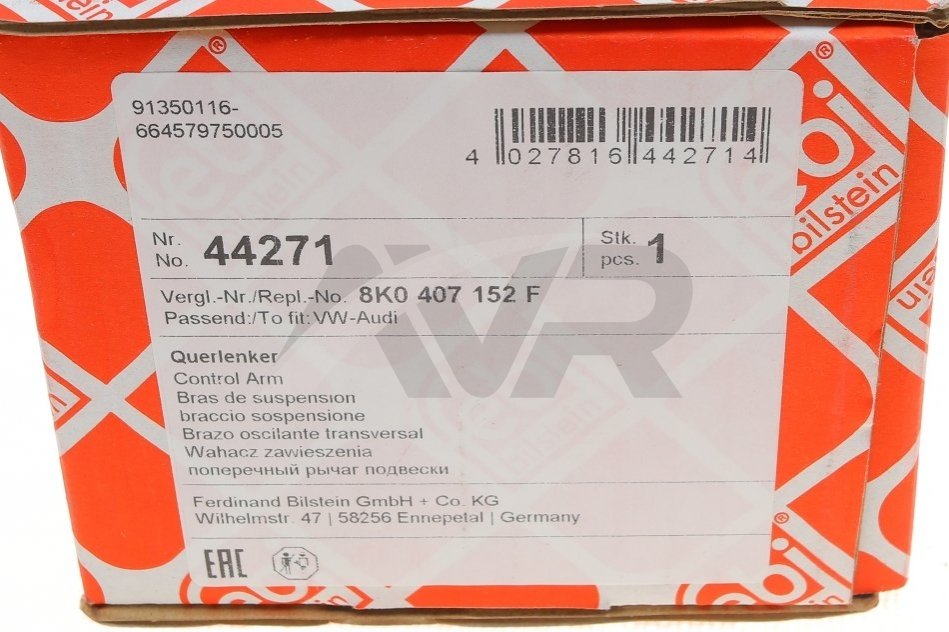 91350116-
664579750005
4 027816 442714
Nr.
No. 44271
Stk.
pcs. 1
Vergl.-Nr./Repl.-No. 8K0 407 152 F
Passend:/To fit:VW-Audi
Querlenker
Control Arm
Bras de suspension
braccio sospensione
Brazo oscilante transversal
Wahacz zawieszenia
поперечный рычаг подвески
Ferdinand Bilstein GmbH + Co. KG
Wilhelmstr. 47 | 58256 Ennepetal | Germany
EAC
febi
bilstein
AVR